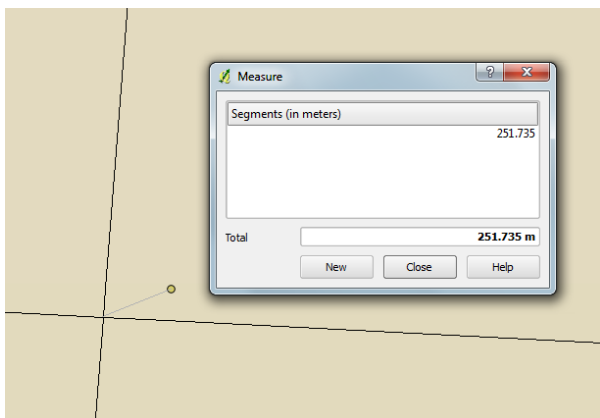 Measure
?
Segments (in meters)
251.735
Total 251.735 m
New Close Help